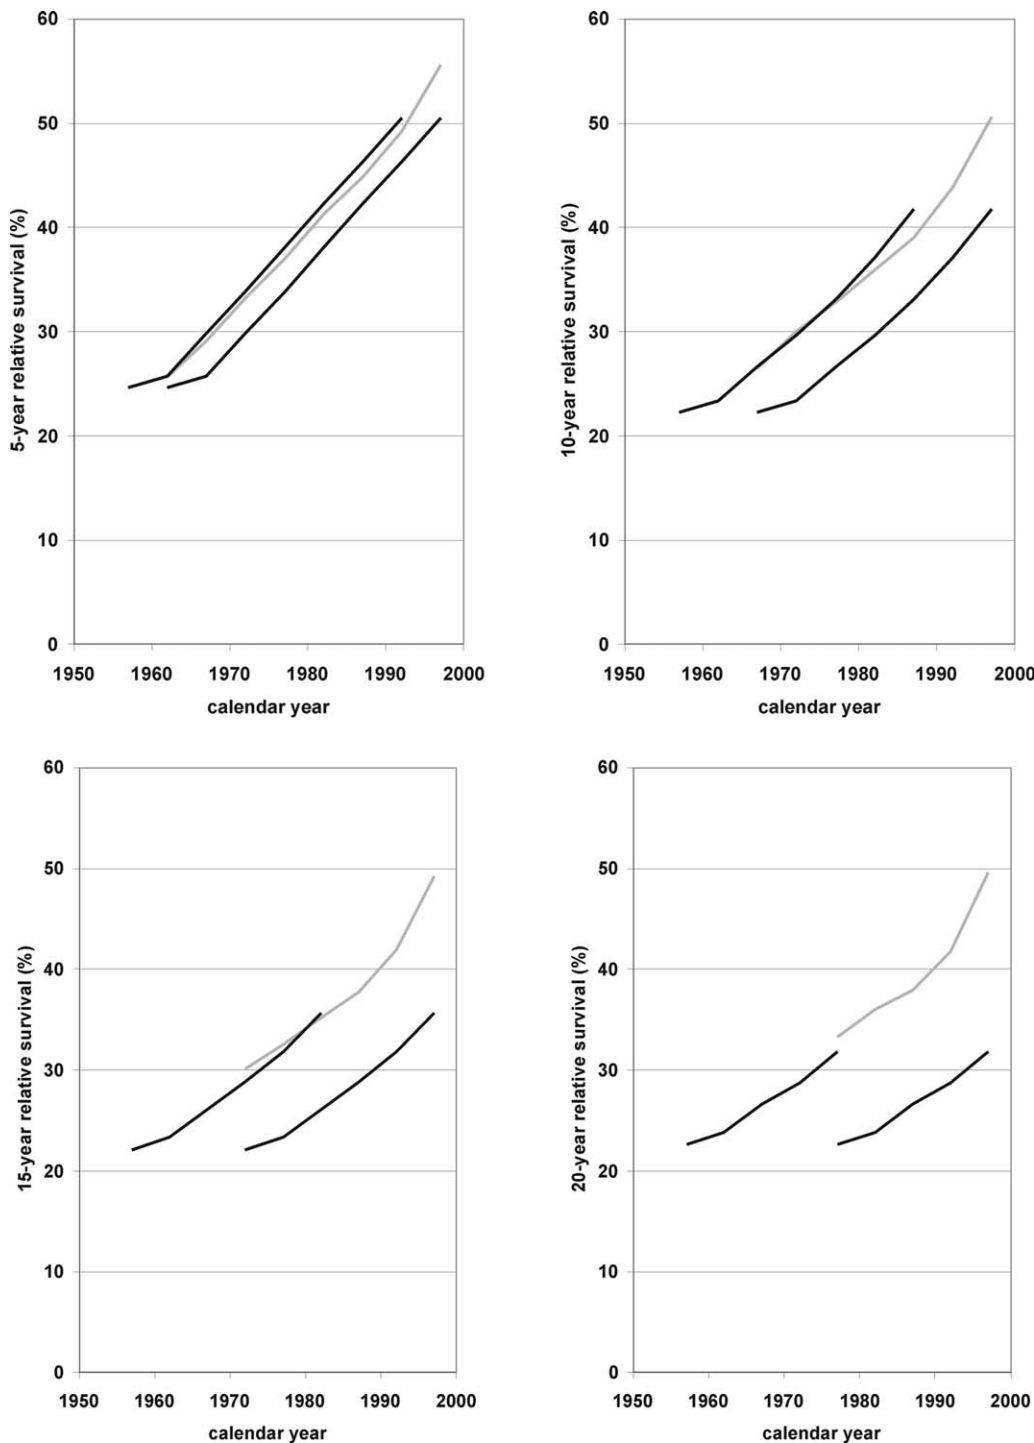 60
50
40
30
20
10
0
5-year relative survival (%)
1950 1960 1970 1980 1990 2000
calendar year
60
50
40
30
20
10
0
10-year relative survival (%)
1950 1960 1970 1980 1990 2000
calendar year
60
50
40
30
20
10
0
15-year relative survival (%)
1950 1960 1970 1980 1990 2000
calendar year
60
50
40
30
20
10
0
20-year relative survival (%)
1950 1960 1970 1980 1990 2000
calendar year